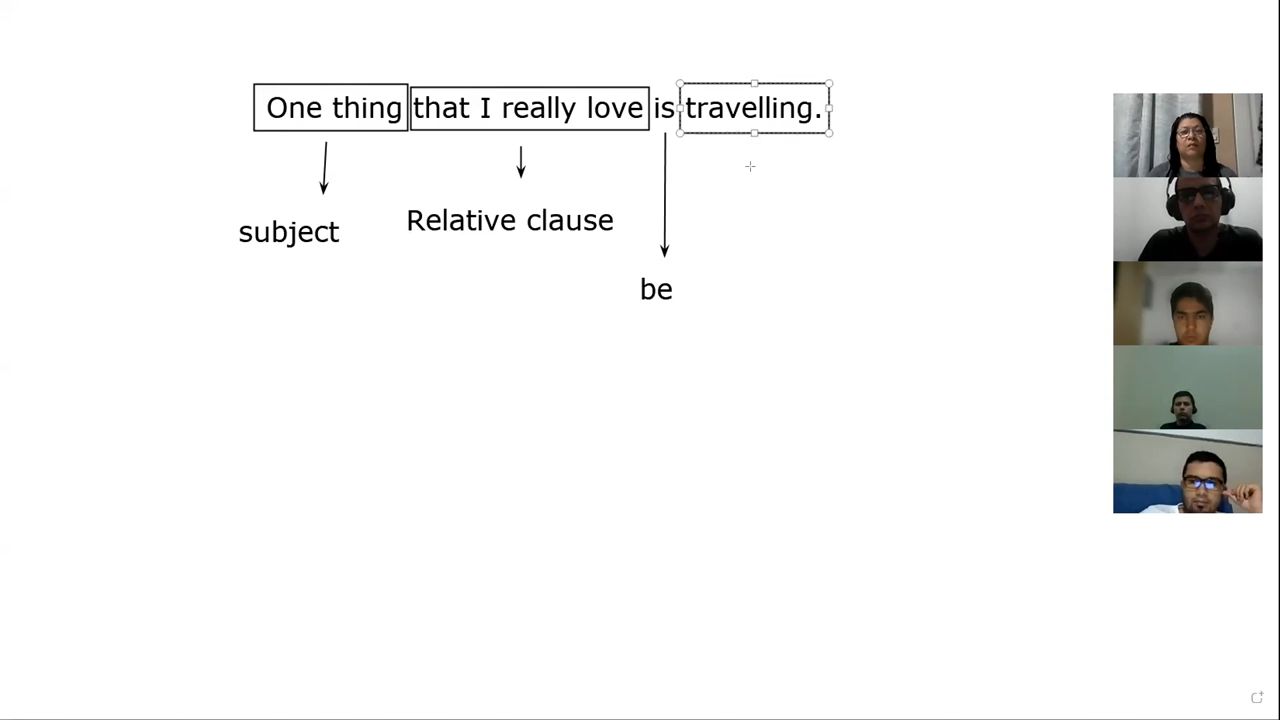 One thing that I really love is travelling.
subject
Relative clause
be